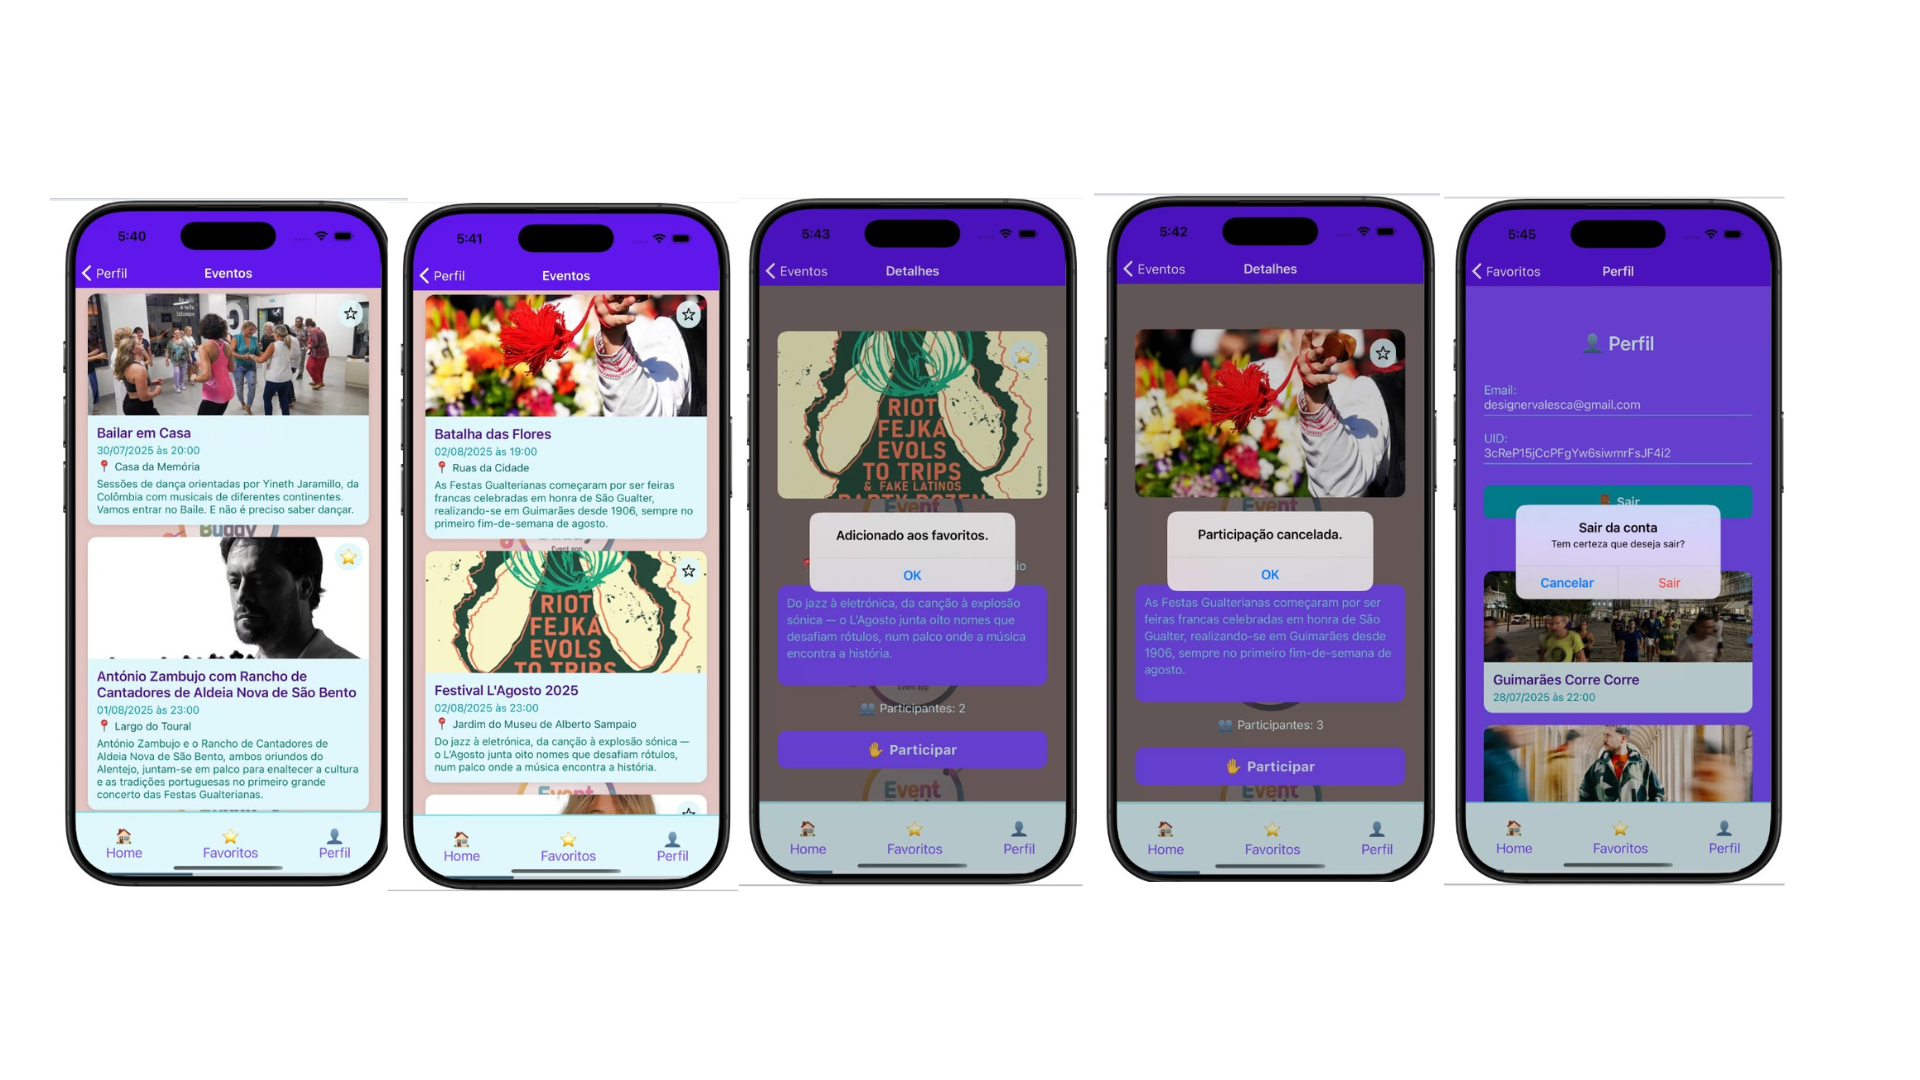 5:40
Perfil
Eventos
Bailar em Casa
30/07/2025 às 20:00
Casa da Memória
Sessões de dança orientadas por Yineth Jaramillo, da
Colômbia com musicais de diferentes continentes.
Vamos entrar no Baile. E não é preciso saber dançar.
Buddy
António Zambujo com Rancho de
Cantadores de Aldeia Nova de São Bento
01/08/2025 às 23:00
Largo do Toural
António Zambujo e o Rancho de Cantadores de
Aldeia Nova de São Bento, ambos oriundos do
Alentejo, juntam-se em palco para enaltecer a cultura
e as tradições portuguesas no primeiro grande
concerto das Festas Gualterianas.
Home
Favoritos
Perfil
5:41
Perfil
Eventos
Batalha das Flores
02/08/2025 às 19:00
Ruas da Cidade
As Festas Gualterianas começaram por ser feiras
francas celebradas em honra de São Gualter,
realizando-se em Guimarães desde 1906, sempre no
primeiro fim-de-semana de agosto.
Event app
RIOT
FEJKA
EVOLS
TO TRIPS
Festival L'Agosto 2025
02/08/2025 às 23:00
Jardim do Museu de Alberto Sampaio
Do jazz à eletrónica, da canção à explosão sónica —
o L'Agosto junta oito nomes que desafiam rótulos,
num palco onde a música encontra a história.
Event
Home
Favoritos
Perfil
5:43
Eventos
Detalhes
RIOT
FEJKA
EVOLS
TO TRIPS
& FAKE LATINOS
PARTY DOZEN
Adicionado aos favoritos.
OK
io
Do jazz à eletrónica, da canção à explosão
sónica — o L'Agosto junta oito nomes que
desafiam rótulos, num palco onde a música
encontra a história.
Event app
Participantes: 2
Participar
Event
Home
Favoritos
Perfil
5:42
Eventos
Detalhes
Participação cancelada.
OK
As Festas Gualterianas começaram por ser
feiras francas celebradas em honra de São
Gualter, realizando-se em Guimarães desde
1906, sempre no primeiro fim-de-semana de
agosto.
Participantes: 3
Participar
Event
Home
Favoritos
Perfil
5:45
Favoritos
Perfil
Perfil
Email:
designervalesca@gmail.com
UID:
3cReP15jCcPFgYw6siwmrFsJF4i2
Sair
Sair da conta
Tem certeza que deseja sair?
Cancelar
Sair
Guimarães Corre Corre
28/07/2025 às 22:00
Home
Favoritos
Perfil